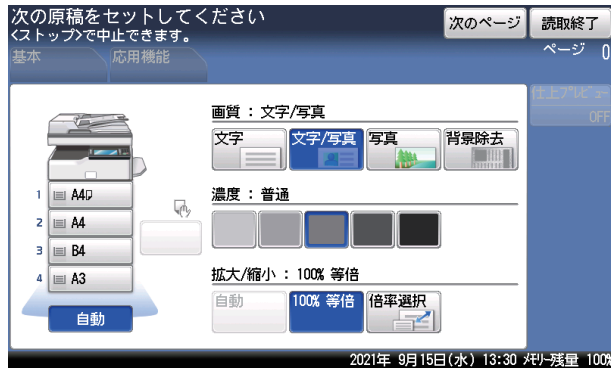 次の原稿をセットしてください
<ストップ>で中止できます。
次のページ
読取終了
ページ 0
基本
応用機能
仕上プレビュー
OFF
画質：文字/写真
文字
文字/写真
写真
背景除去
濃度：普通
1 A4
2 A4
3 B4
4 A3
自動
拡大/縮小：100% 等倍
自動
100% 等倍
倍率選択
2021年 9月15日(水) 13:30 メモリー残量 100%